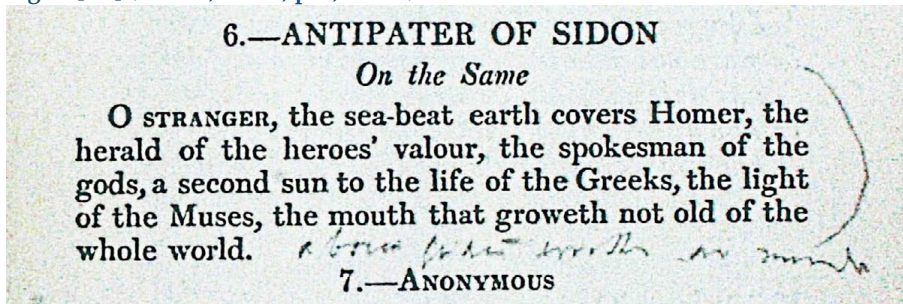 6.—ANTIPATER OF SIDON
On the Same
O STRANGER, the sea-beat earth covers Homer, the
herald of the heroes' valour, the spokesman of the
gods, a second sun to the life of the Greeks, the light
of the Muses, the mouth that groweth not old of the
whole world.
7.—ANONYMOUS